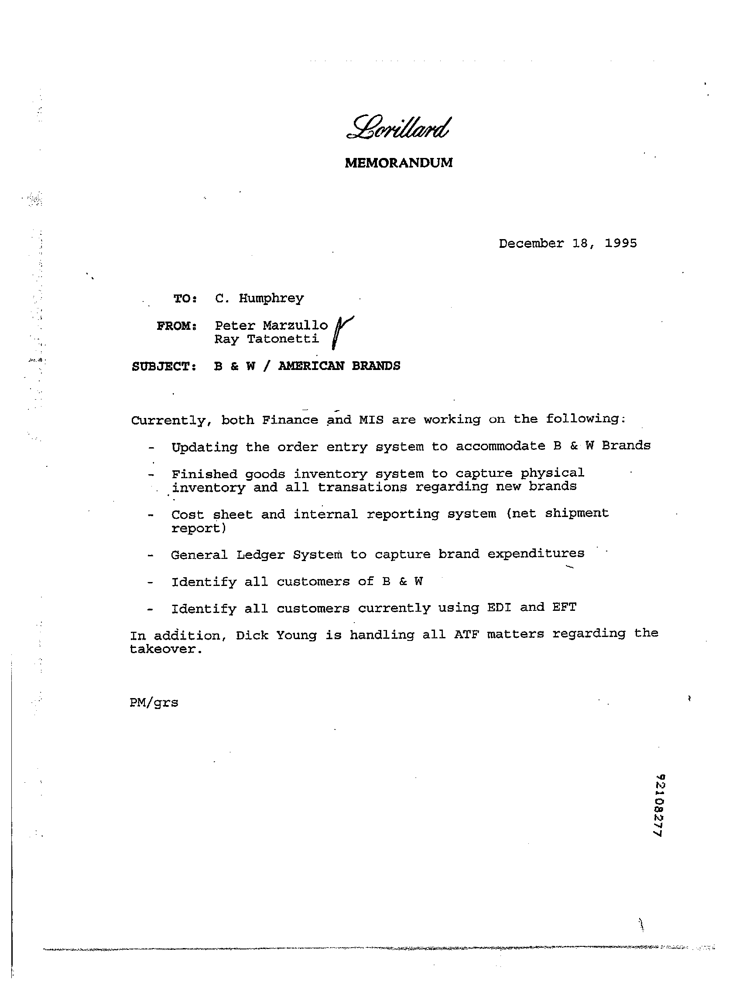 Lorillard
MEMORANDUM
December 18, 1995
TO: C. Humphrey
FROM: Peter Marzullo
Ray Tatonetti
SUBJECT: B & W / AMERICAN BRANDS
Currently, both Finance and MIS are working on the following:
- Updating the order entry system to accommodate B & W Brands
- Finished goods inventory system to capture physical
inventory and all transations regarding new brands
- Cost sheet and internal reporting system (net shipment
report)
- General Ledger System to capture brand expenditures
- Identify all customers of B & W
- Identify all customers currently using EDI and EFT
In addition, Dick Young is handling all ATF matters regarding the
takeover.
PM/grs
92108277